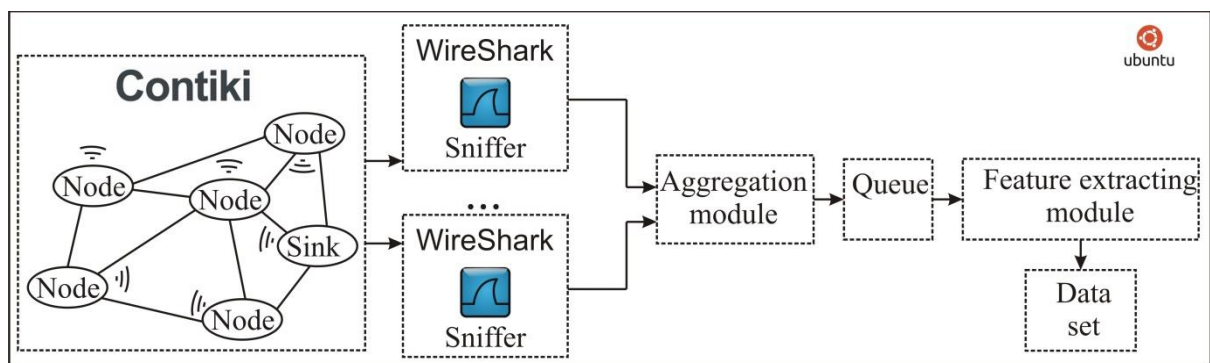 Contiki
Node
Node
Node
Sink
Node
Node
WireShark
Sniffer
...
WireShark
Sniffer
Aggregation
module
Queue
Feature extracting
module
Data
set
ubuntu